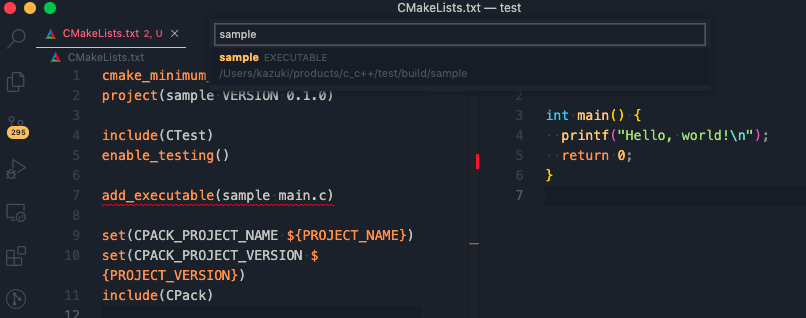 CMakeLists.txt — test
CMakeLists.txt 2, U
sample
CMakeLists.txt
sample EXECUTABLE
/Users/kazuki/products/c_c++/test/build/sample
295
1 cmake_minimum_
2 project(sample VERSION 0.1.0)
3
4 include(CTest)
5 enable_testing()
6
7 add_executable(sample main.c)
8
9 set(CPACK_PROJECT_NAME ${PROJECT_NAME})
10 set(CPACK_PROJECT_VERSION $
{PROJECT_VERSION})
11 include(CPack)
12
2
3 int main() {
4 printf("Hello, world!\n");
5 return 0;
6 }
7